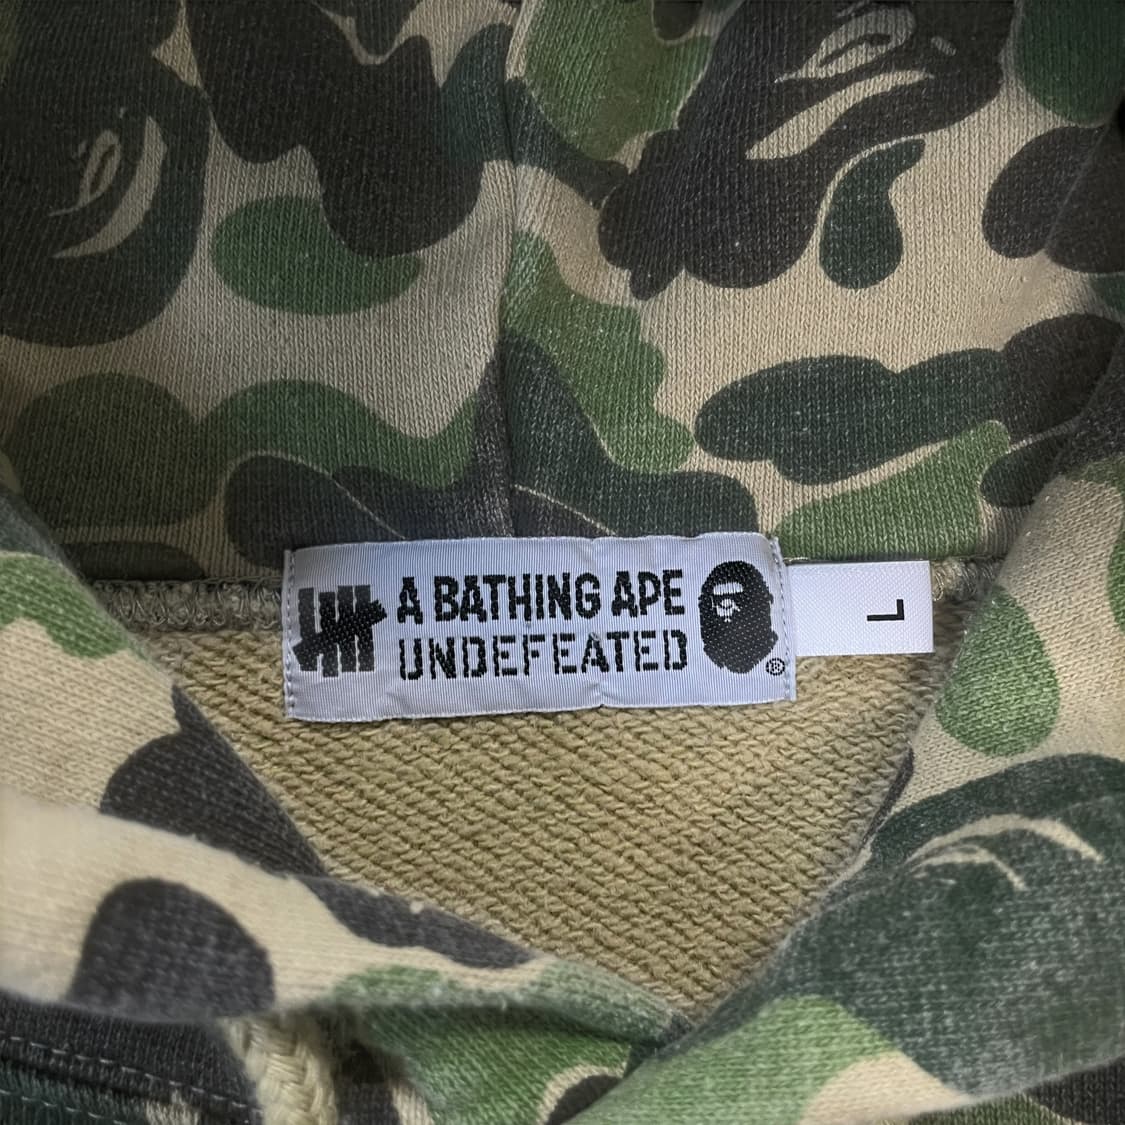 A BATHING APE
UNDEFEATED
®
L